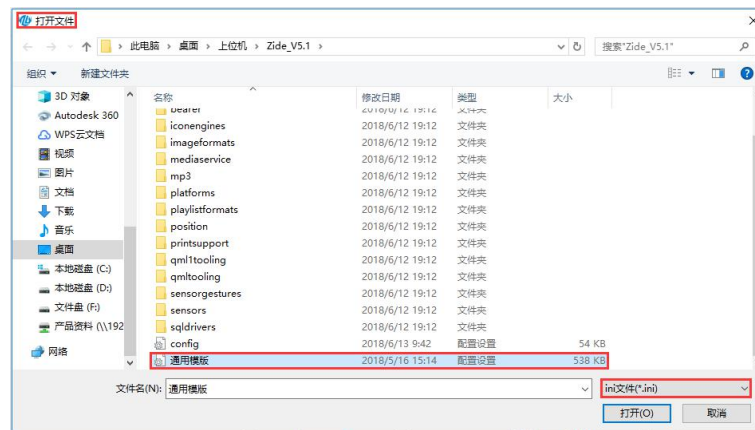 打开文件
此电脑 › 桌面 › 上位机 › Zide_V5.1 ›
搜索"Zide_V5.1"
组织 新建文件夹
名称 修改日期 类型 大小
3D 对象
Autodesk 360
WPS云文档
视频
图片
文档
下载
音乐
桌面
本地磁盘 (C:)
本地磁盘 (D:)
文件盘 (F:)
产品资料 (\\192
网络
bearer 2018/6/12 19:12 文件夹
iconengines 2018/6/12 19:12 文件夹
imageformats 2018/6/12 19:12 文件夹
mediaservice 2018/6/12 19:12 文件夹
mp3 2018/6/12 19:12 文件夹
platforms 2018/6/12 19:12 文件夹
playlistformats 2018/6/12 19:12 文件夹
position 2018/6/12 19:12 文件夹
printsupport 2018/6/12 19:12 文件夹
qml1tooling 2018/6/12 19:12 文件夹
qmltooling 2018/6/12 19:12 文件夹
sensorgestures 2018/6/12 19:12 文件夹
sensors 2018/6/12 19:12 文件夹
sqldrivers 2018/6/12 19:12 文件夹
config 2018/6/13 9:42 配置设置 54 KB
通用模版 2018/5/16 15:14 配置设置 538 KB
文件名(N): 通用模版 ini文件(*.ini)
打开(O) 取消